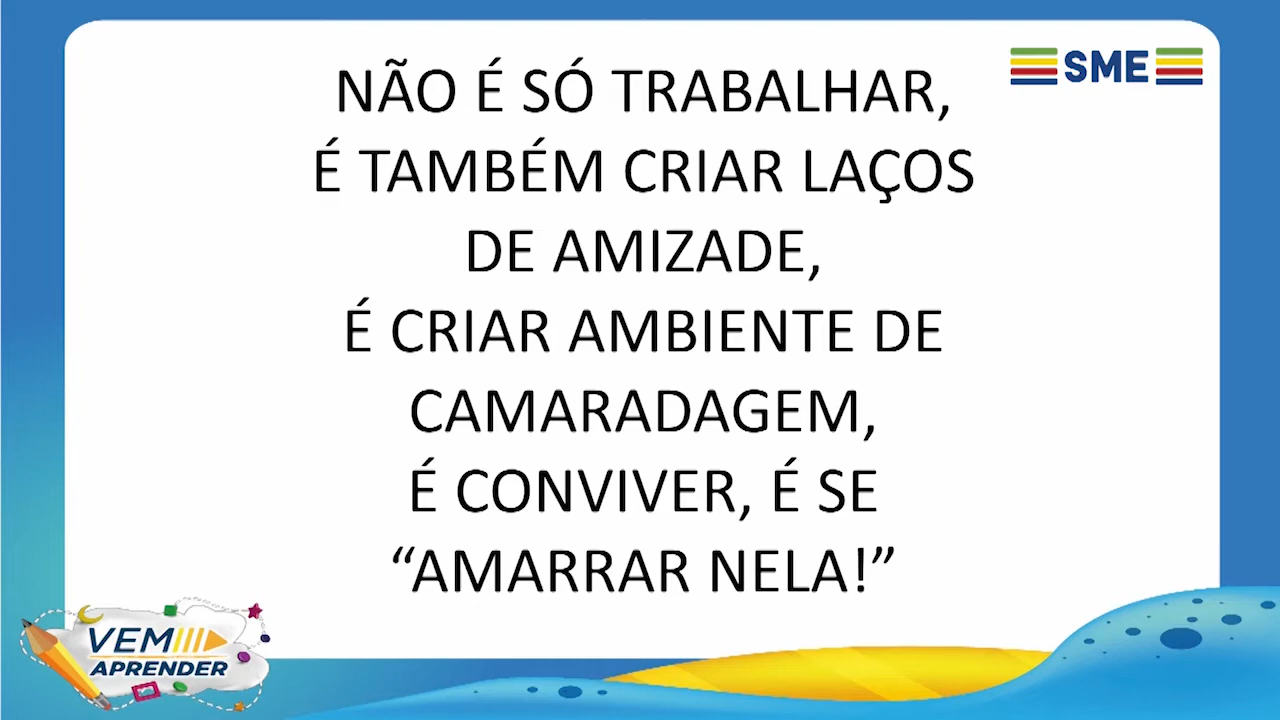 SME
NÃO É SÓ TRABALHAR,
É TAMBÉM CRIAR LAÇOS
DE AMIZADE,
É CRIAR AMBIENTE DE
CAMARADAGEM,
É CONVIVER, É SE
“AMARRAR NELA!”
VEM
APRENDER